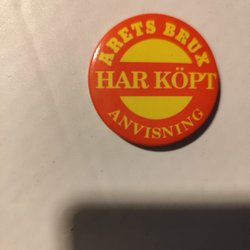 ÅRETS BRUX
HAR KÖPT
ANVISNING